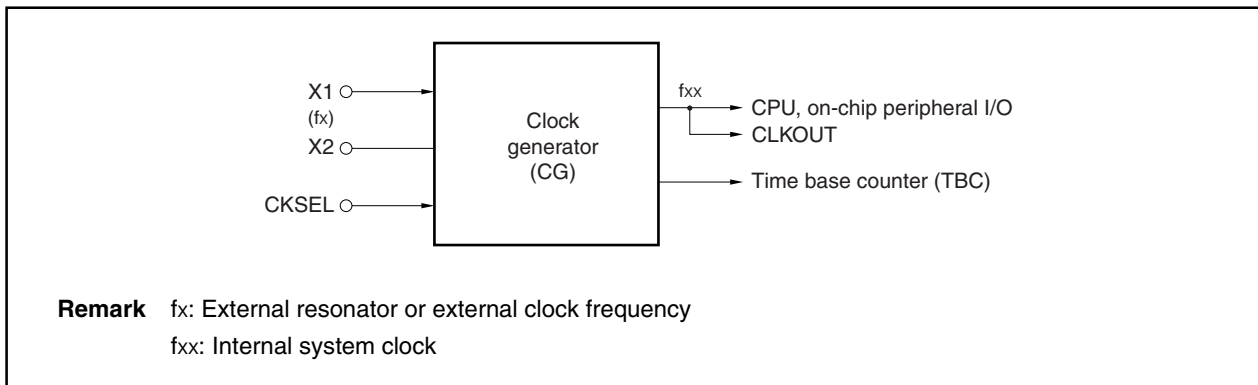 X1
(fx)
X2
CKSEL
Clock
generator
(CG)
fxx
CPU, on-chip peripheral I/O
CLKOUT
Time base counter (TBC)
Remark fx: External resonator or external clock frequency
fxx: Internal system clock